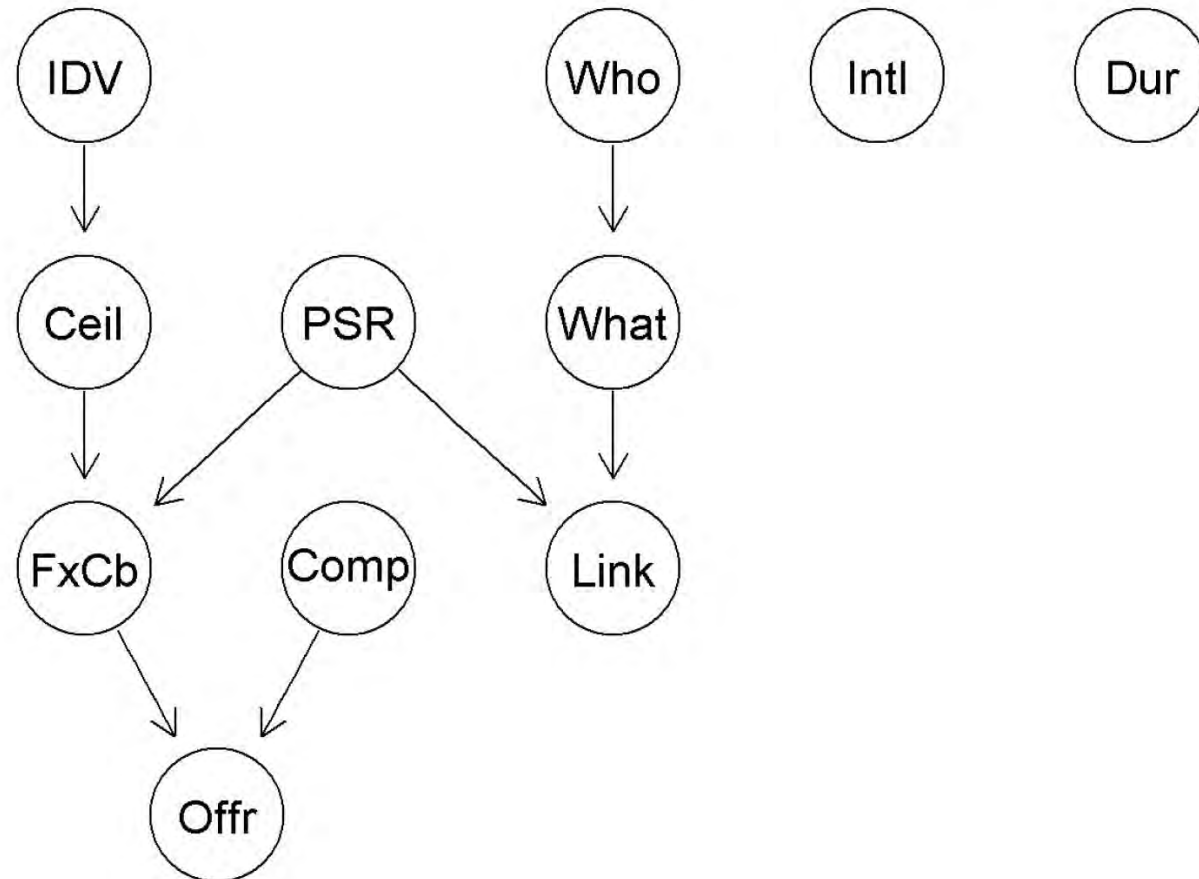 IDV
Who
Intl
Dur
Ceil
PSR
What
FxCb
Comp
Link
Offr